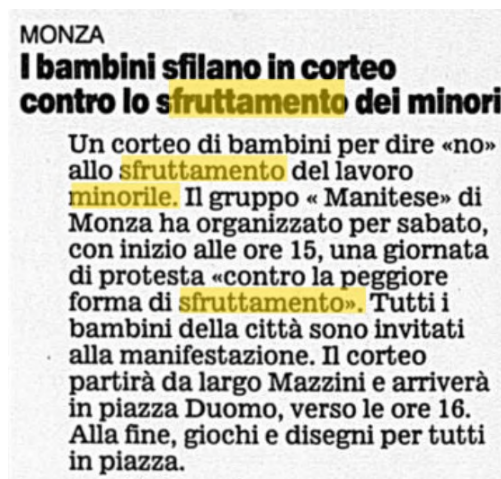 MONZA
I bambini sfilano in corteo
contro lo sfruttamento dei minori
Un corteo di bambini per dire «no»
allo sfruttamento del lavoro
minorile. Il gruppo « Manitese» di
Monza ha organizzato per sabato,
con inizio alle ore 15, una giornata
di protesta «contro la peggiore
forma di sfruttamento». Tutti i
bambini della città sono invitati
alla manifestazione. Il corteo
partirà da largo Mazzini e arriverà
in piazza Duomo, verso le ore 16.
Alla fine, giochi e disegni per tutti
in piazza.